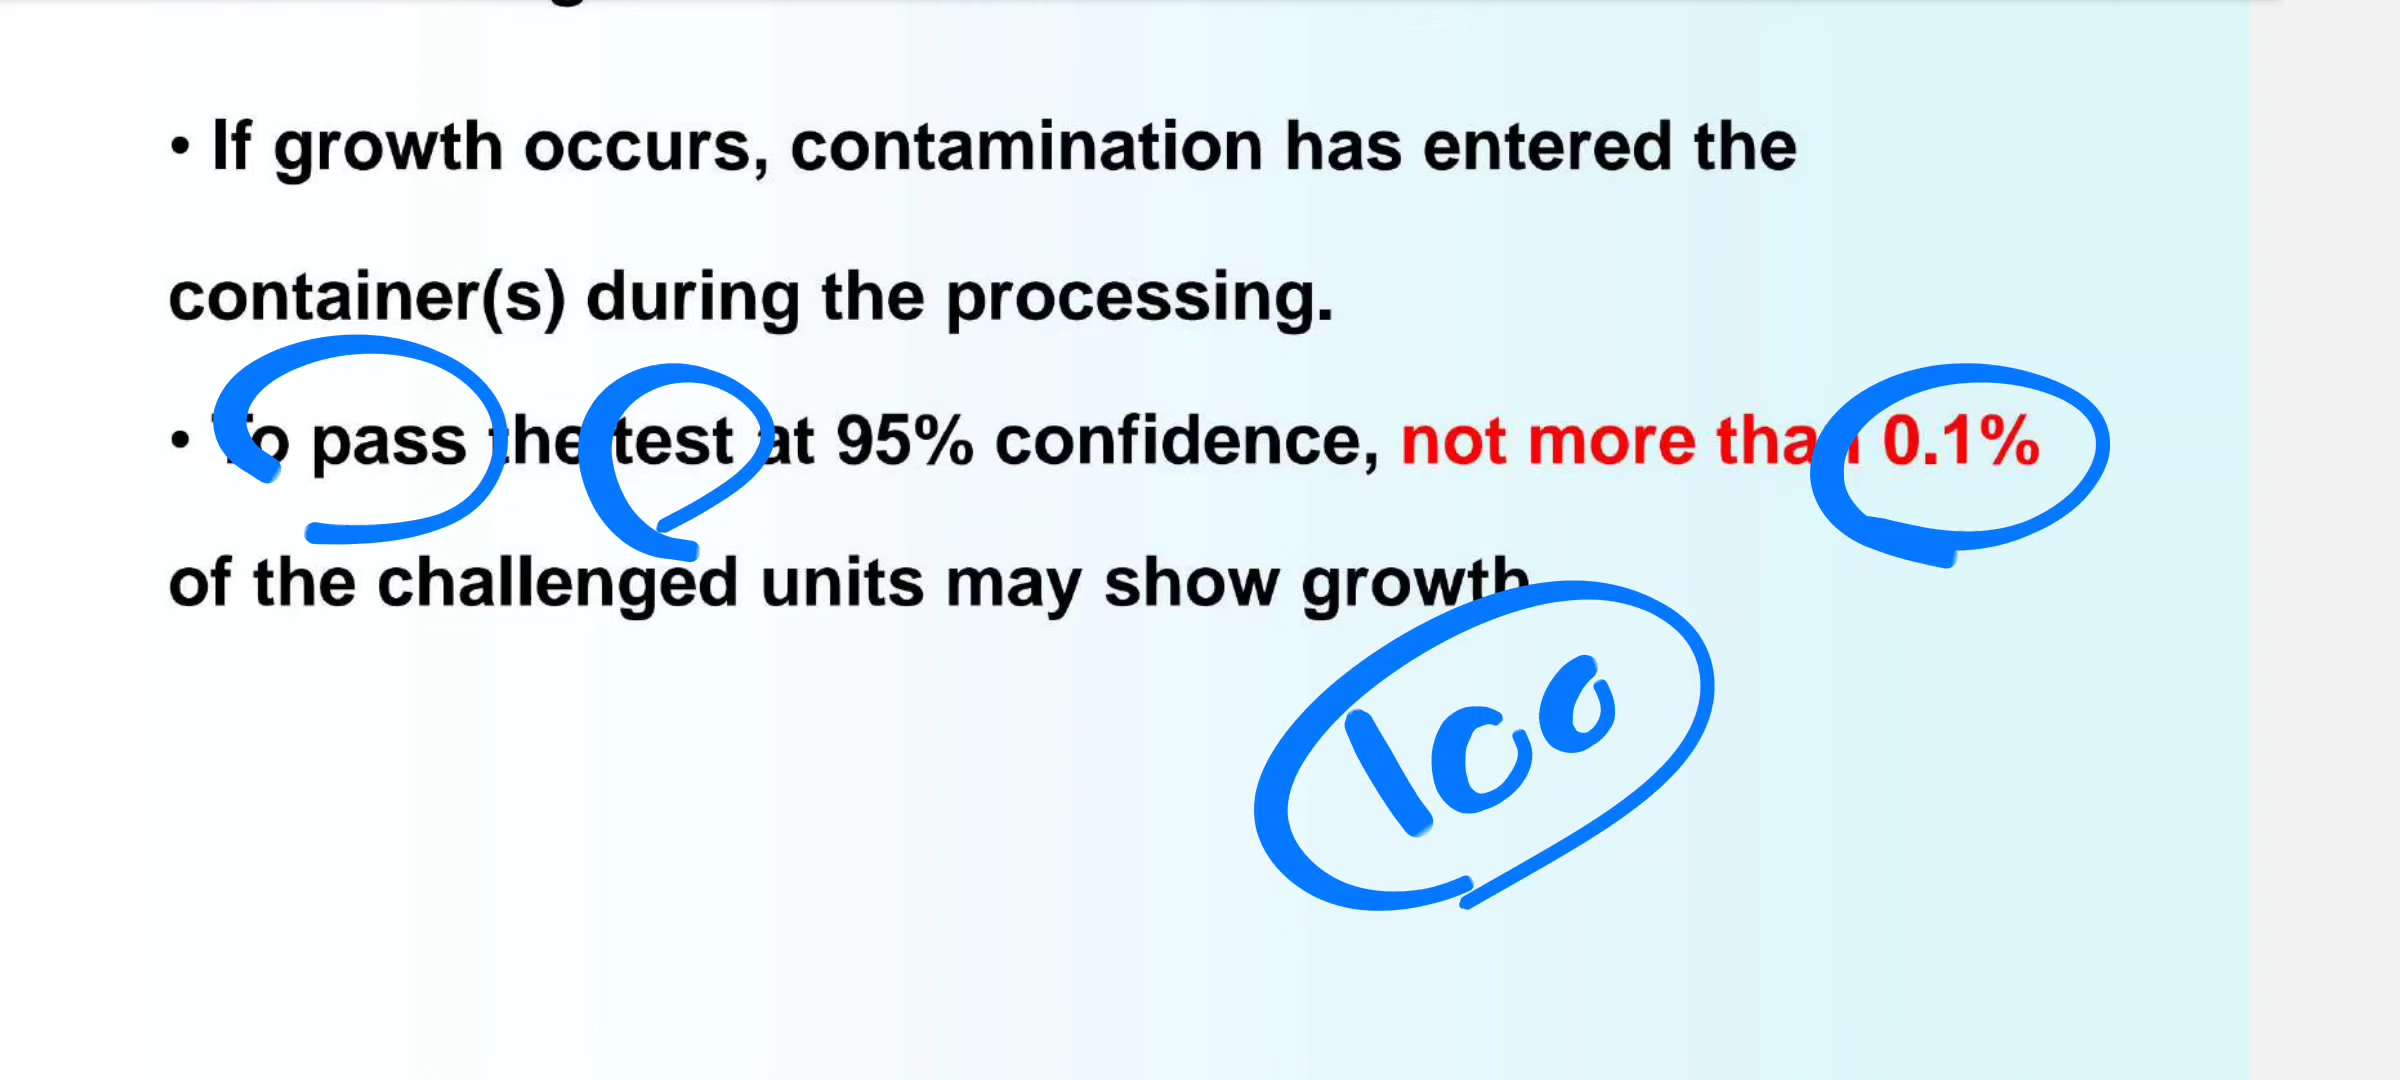 • If growth occurs, contamination has entered the
container(s) during the processing.
• To pass the test at 95% confidence, not more than 0.1%
of the challenged units may show growth
100